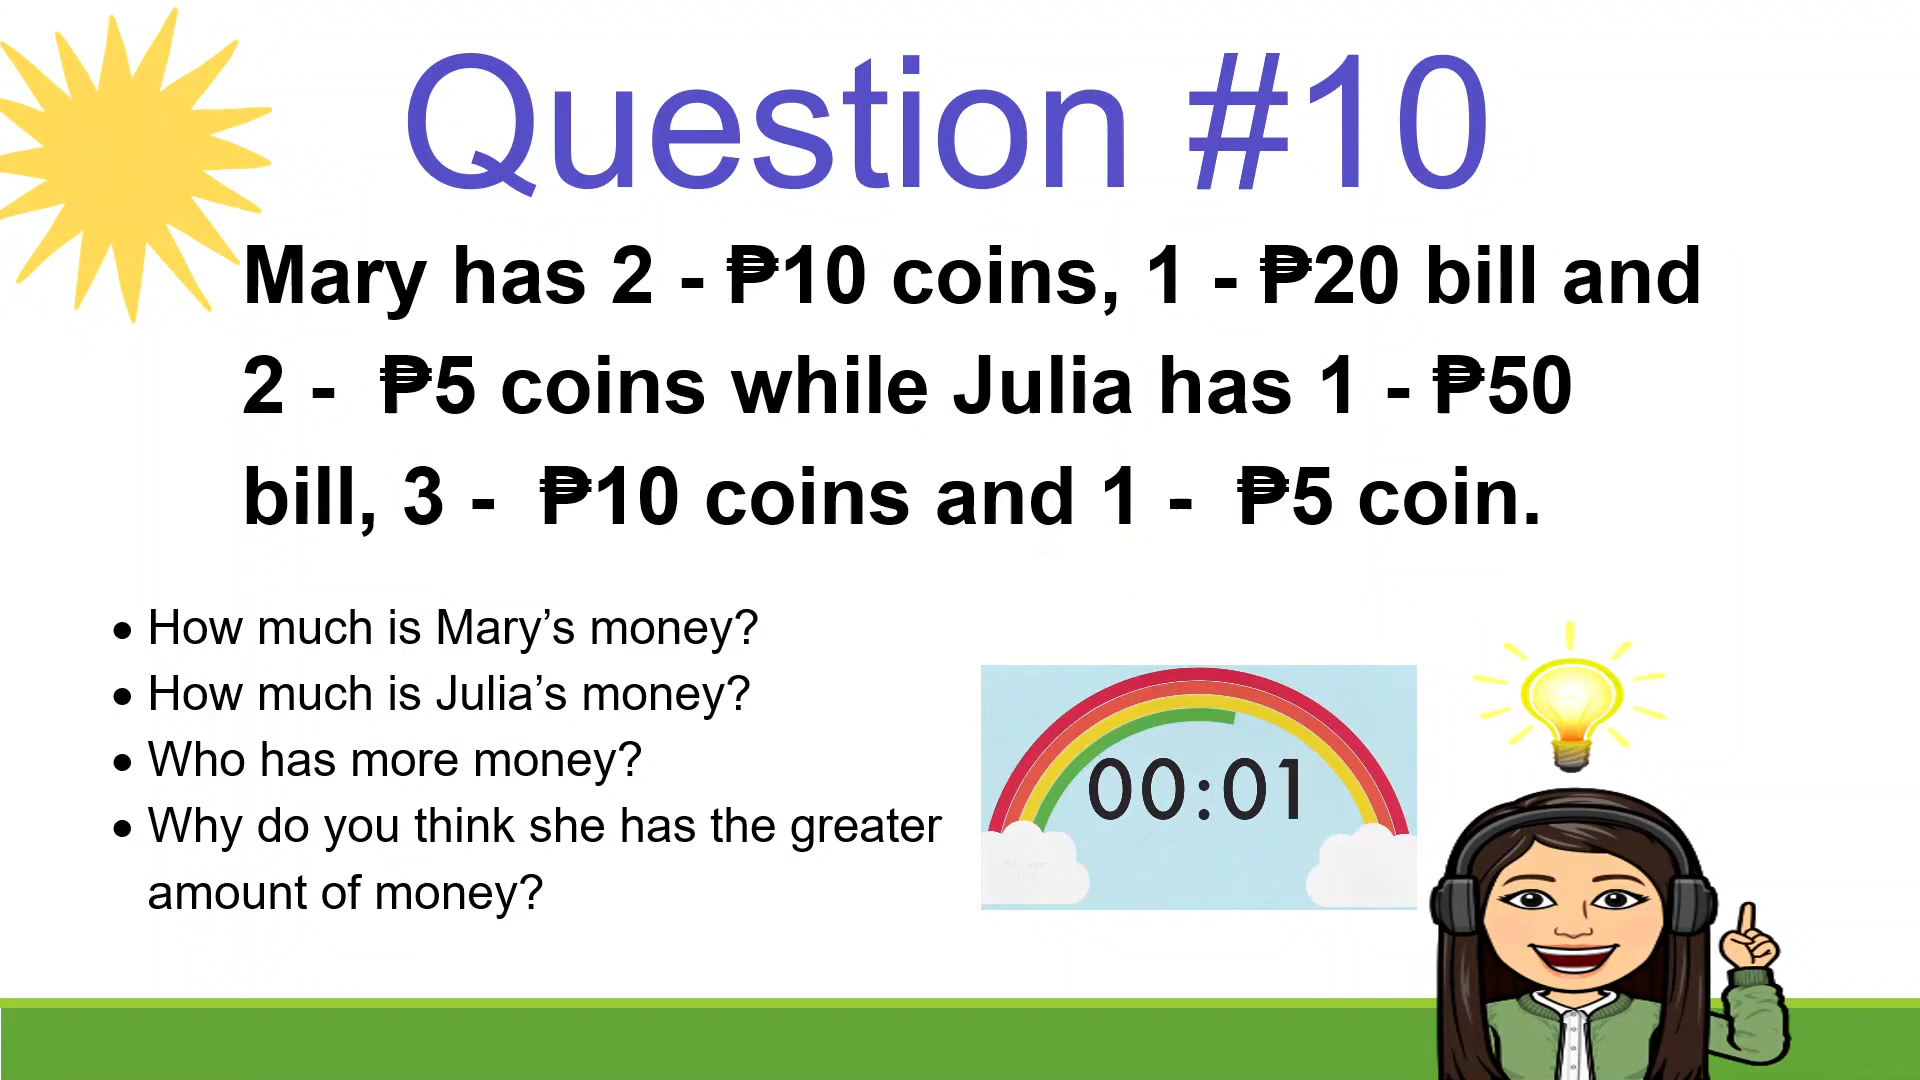 Question #10
Mary has 2 - ₱10 coins, 1 - ₱20 bill and
2 - ₱5 coins while Julia has 1 - ₱50
bill, 3 - ₱10 coins and 1 - ₱5 coin.
• How much is Mary’s money?
• How much is Julia’s money?
• Who has more money?
• Why do you think she has the greater
amount of money?
00:01